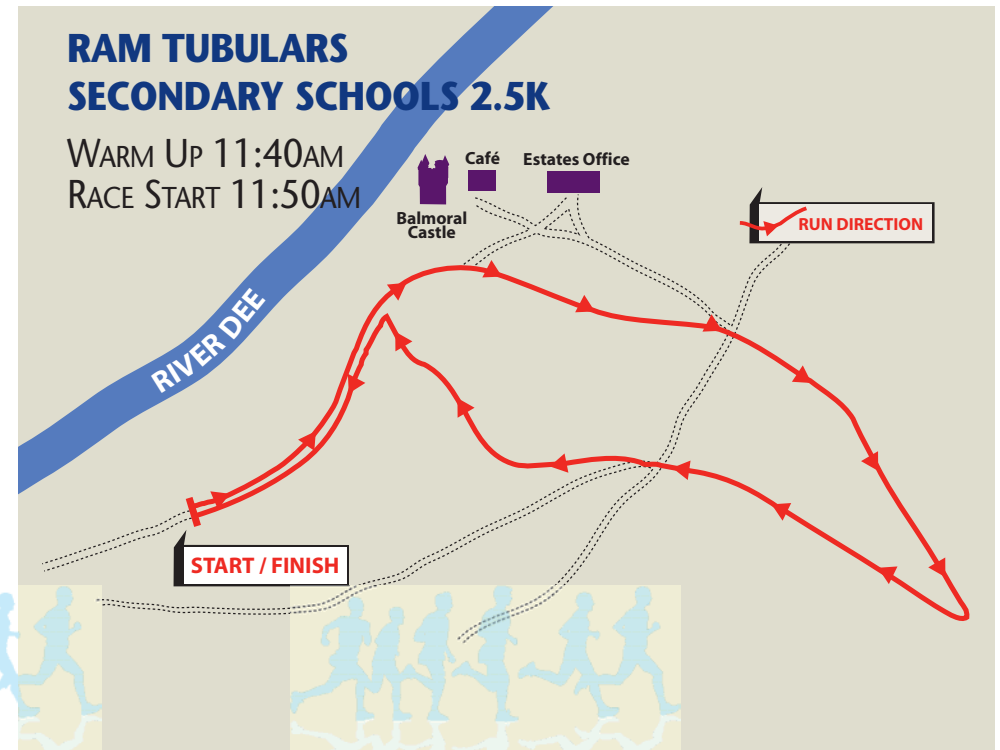 RAM TUBULARS
SECONDARY SCHOOLS 2.5K
WARM UP 11:40AM
RACE START 11:50AM
Café
Estates Office
Balmoral
Castle
RUN DIRECTION
RIVER DEE
START / FINISH